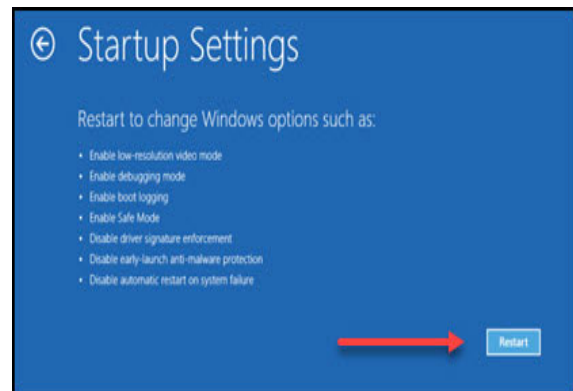 Startup Settings
Restart to change Windows options such as:
• Enable low-resolution video mode
• Enable debugging mode
• Enable boot logging
• Enable Safe Mode
• Disable driver signature enforcement
• Disable early-launch anti-malware protection
• Disable automatic restart on system failure
Restart